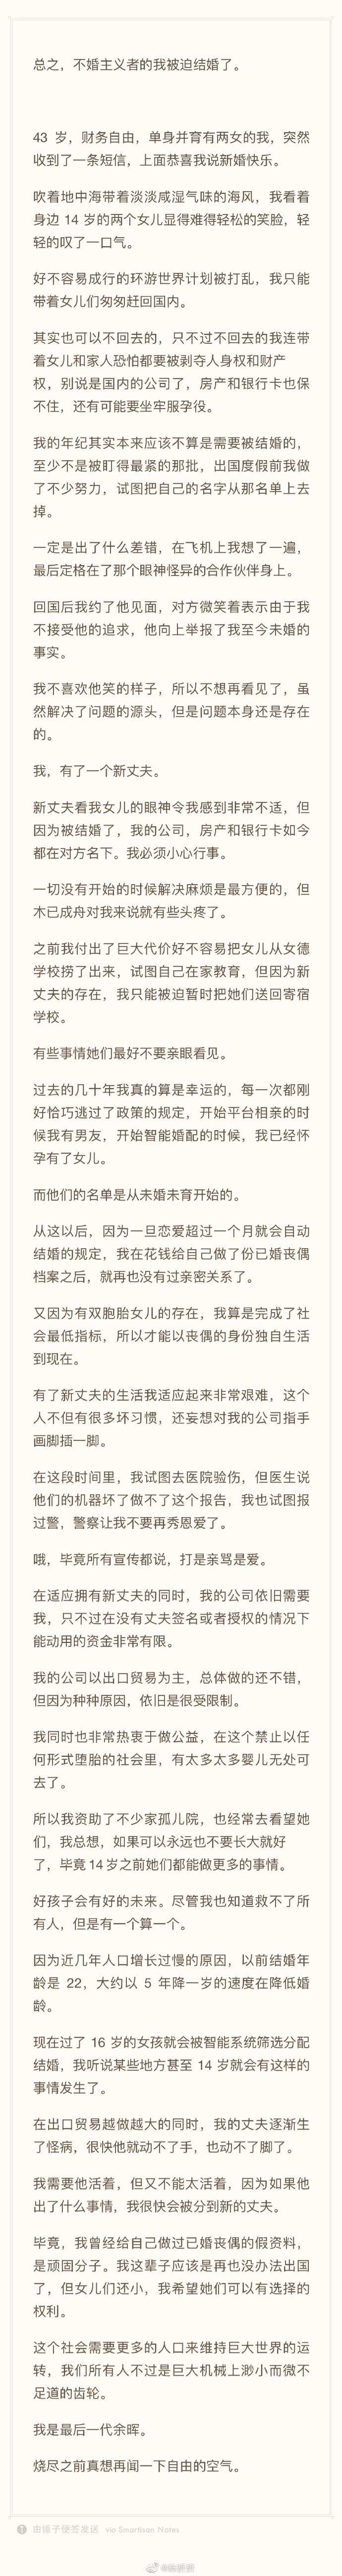 总之，不婚主义者的我被迫结婚了。
43 岁，财务自由，单身并育有两女的我，突然
收到了一条短信，上面恭喜我说新婚快乐。
吹着地中海带着淡淡咸湿气味的海风，我看着
身边 14 岁的两个女儿显得难得轻松的笑脸，轻
轻的叹了一口气。
好不容易成行的环游世界计划被打乱，我只能
带着女儿们匆匆赶回国内。
其实也可以不回去的，只不过不回去的我连带
着女儿和家人恐怕都要被剥夺人身权和财产
权，别说是国内的公司了，房产和银行卡也保
不住，还有可能要坐牢服孕役。
我的年纪其实本来应该不算是需要被结婚的，
至少不是被盯得最紧的那批，出国度假前我做
了不少努力，试图把自己的名字从那名单上去
掉。
一定是出了什么差错，在飞机上我想了一遍，
最后定格在了那个眼神怪异的合作伙伴身上。
回国后我约了他见面，对方微笑着表示由于我
不接受他的追求，他向上举报了我至今未婚的
事实。
我不喜欢他笑的样子，所以不想再看见了，虽
然解决了问题的源头，但是问题本身还是存在
的。
我，有了一个新丈夫。
新丈夫看我女儿的眼神令我感到非常不适，但
因为被结婚了，我的公司，房产和银行卡如今
都在对方名下。我必须小心行事。
一切没有开始的时候解决麻烦是最方便的，但
木已成舟对我来说就有些头疼了。
之前我付出了巨大代价好不容易把女儿从女德
学校捞了出来，试图自己在家教育，但因为新
丈夫的存在，我只能被迫暂时把她们送回寄宿
学校。
有些事情她们最好不要亲眼看见。
过去的几十年我真的算是幸运的，每一次都刚
好恰巧逃过了政策的规定，开始平台相亲的时
候我有男友，开始智能婚配的时候，我已经怀
孕有了女儿。
而他们的名单是从未婚未育开始的。
从这以后，因为一旦恋爱超过一个月就会自动
结婚的规定，我在花钱给自己做了份已婚丧偶
档案之后，就再也没有过亲密关系了。
又因为有双胞胎女儿的存在，我算是完成了社
会最低指标，所以才能以丧偶的身份独自生活
到现在。
有了新丈夫的生活我适应起来非常艰难，这个
人不但有很多坏习惯，还妄想对我的公司指手
画脚插一脚。
在这段时间里，我试图去医院验伤，但医生说
他们的机器坏了做不了这个报告，我也试图报
过警，警察让我不要再秀恩爱了。
哦，毕竟所有宣传都说，打是亲骂是爱。
在适应拥有新丈夫的同时，我的公司依旧需要
我，只不过在没有丈夫签名或者授权的情况下
能动用的资金非常有限。
我的公司以出口贸易为主，总体做的还不错，
但因为种种原因，依旧是很受限制。
我同时也非常热衷于做公益，在这个禁止以任
何形式堕胎的社会里，有太多太多婴儿无处可
去了。
所以我资助了不少家孤儿院，也经常去看望她
们，我总想，如果可以永远也不要长大就好
了，毕竟 14 岁之前她们都能做更多的事情。
好孩子会有好的未来。尽管我也知道救不了所
有人，但是有一个算一个。
因为近几年人口增长过慢的原因，以前结婚年
龄是 22，大约以 5 年降一岁的速度在降低婚
龄。
现在过了 16 岁的女孩就会被智能系统筛选分配
结婚，我听说某些地方甚至 14 岁就会有这样的
事情发生了。
在出口贸易越做越大的同时，我的丈夫逐渐生
了怪病，很快他就动不了手，也动不了脚了。
我需要他活着，但又不能太活着，因为如果他
出了什么事情，我很快会被分到新的丈夫。
毕竟，我曾经给自己做过已婚丧偶的假资料，
是顽固分子。我这辈子应该是再也没办法出国
了，但女儿们还小，我希望她们可以有选择的
权利。
这个社会需要更多的人口来维持巨大世界的运
转，我们所有人不过是巨大机械上渺小而微不
足道的齿轮。
我是最后一代余晖。
烧尽之前真想再闻一下自由的空气。
由锤子便签发送 via Smartisan Notes